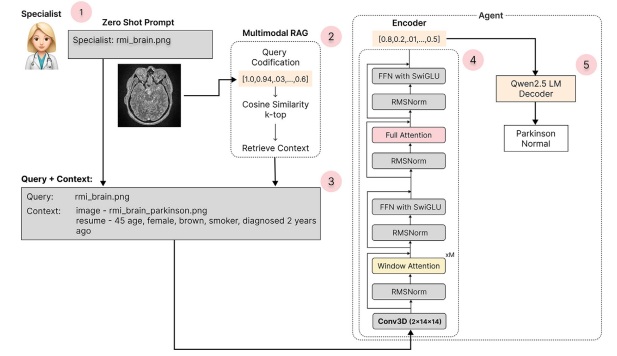 Specialist
1
Zero Shot Prompt
Specialist: rmi_brain.png
Multimodal RAG
2
Query
Codification
[1.0,0.94,.03,...,0.6]
Cosine Similarity
k-top
Retrieve Context
Query + Context:
3
Query: rmi_brain.png
Context: image - rmi_brain_parkinson.png
resume - 45 age, female, brown, smoker, diagnosed 2 years
ago
Agent
Encoder
[0.8,0.2,.01,...,0.5]
4
FFN with SwiGLU
RMSNorm
Full Attention
RMSNorm
FFN with SwiGLU
RMSNorm
xM
Window Attention
RMSNorm
Conv3D (2×14×14)
5
Qwen2.5 LM
Decoder
Parkinson
Normal